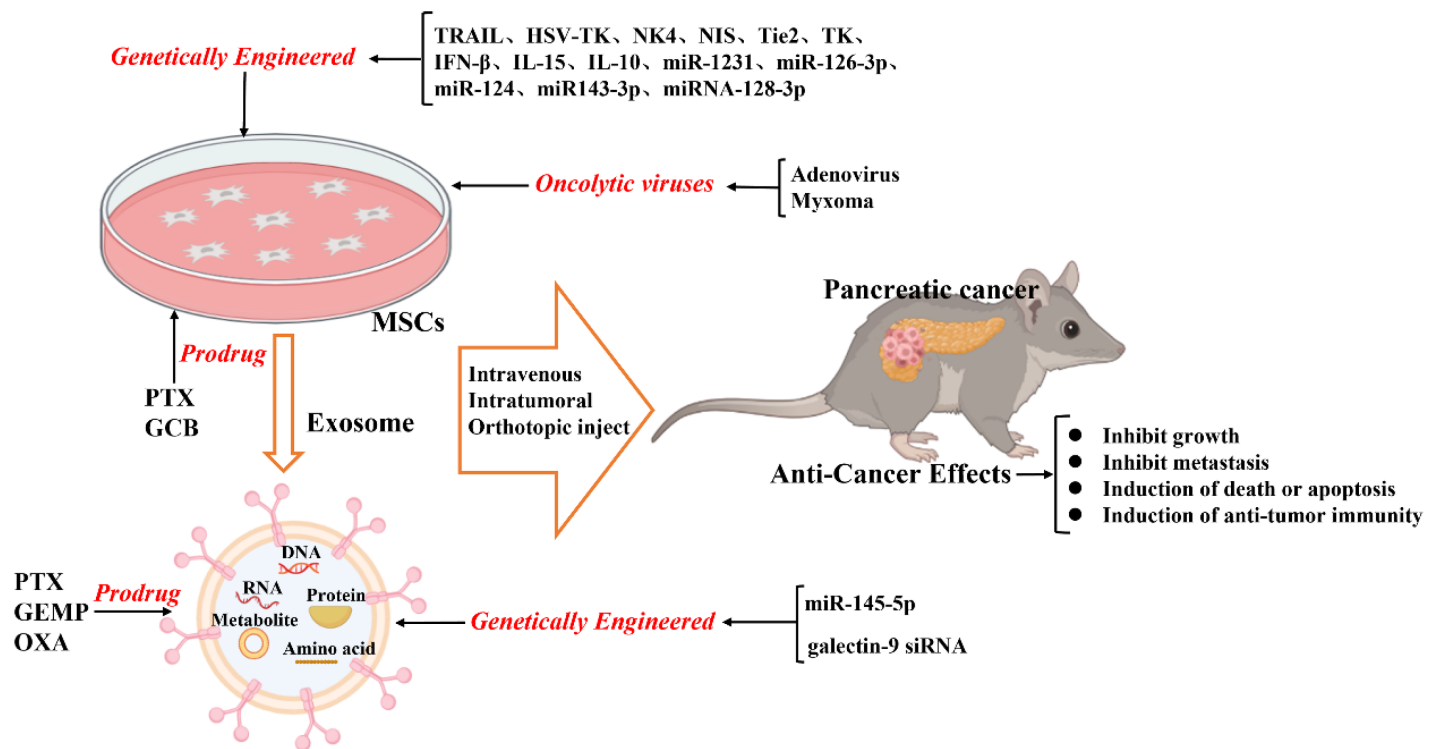 Genetically Engineered
TRAIL、HSV-TK、NK4、NIS、Tie2、TK、
IFN-β、IL-15、IL-10、miR-1231、miR-126-3p、
miR-124、miR143-3p、miRNA-128-3p
Oncolytic viruses
Adenovirus
Myxoma
MSCs
Prodrug
PTX
GCB
Exosome
Intravenous
Intratumoral
Orthotopic inject
Pancreatic cancer
Anti-Cancer Effects
● Inhibit growth
● Inhibit metastasis
● Induction of death or apoptosis
● Induction of anti-tumor immunity
PTX
GEMP
OXA
Prodrug
DNA
RNA
Protein
Metabolite
Amino acid
Genetically Engineered
miR-145-5p
galectin-9 siRNA